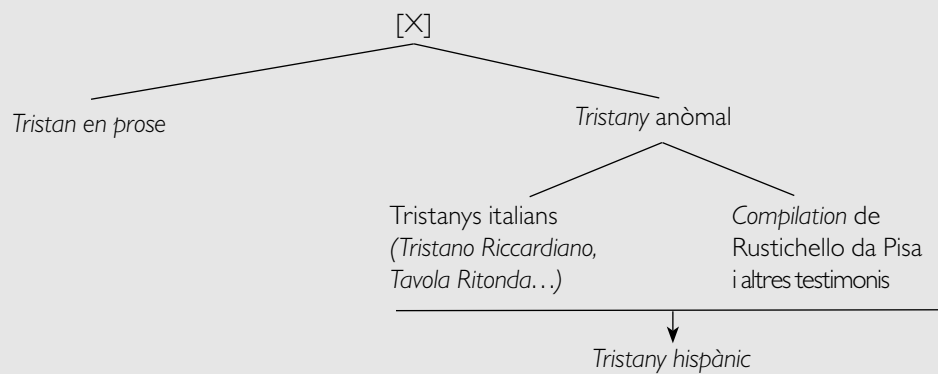 [X]
Tristan en prose
Tristany anòmal
Tristanys italians
(Tristano Riccardiano,
Tavola Ritonda…)
Compilation de
Rustichello da Pisa
i altres testimonis
Tristany hispànic